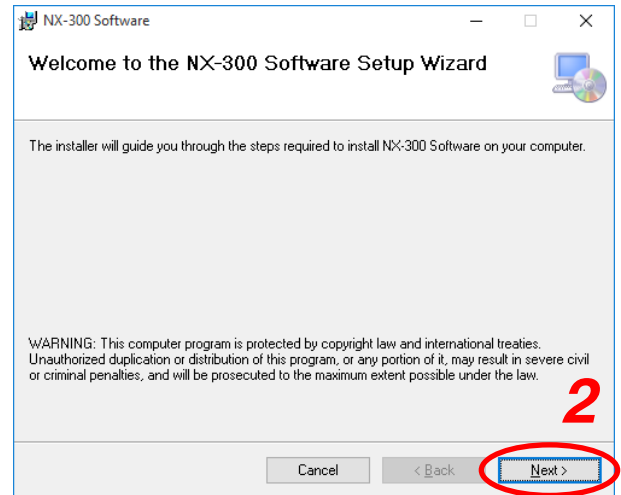 NX-300 Software
Welcome to the NX-300 Software Setup Wizard
The installer will guide you through the steps required to install NX-300 Software on your computer.
WARNING: This computer program is protected by copyright law and international treaties.
Unauthorized duplication or distribution of this program, or any portion of it, may result in severe civil
or criminal penalties, and will be prosecuted to the maximum extent possible under the law.
2
Cancel < Back Next >